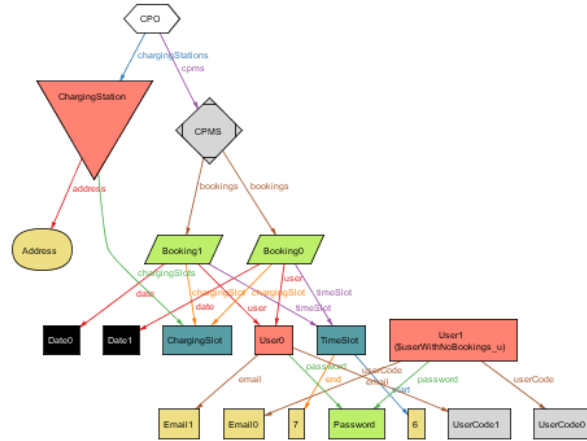 CPO
chargingStations
cpms
ChargingStation
CPMS
address
bookings
bookings
Address
Booking1
Booking0
chargingSlots
date
chargingSlot
chargingSlot
user
timeSlot
date
user
timeSlot
Date0
Date1
ChargingSlot
User0
TimeSlot
User1
($userWithNoBookings_u)
email
password
end
userCode
email
start
password
userCode
Email1
Email0
7
Password
6
UserCode1